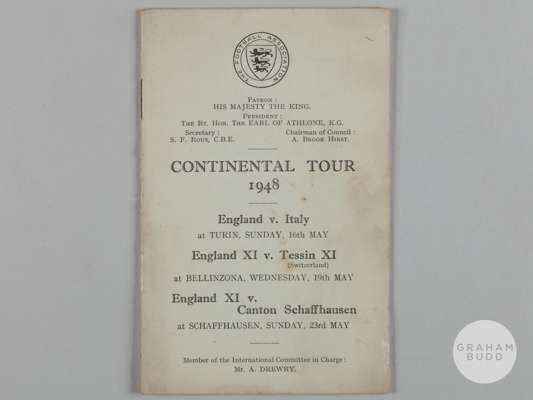 THE FOOTBALL ASSOCIATION
PATRON :
HIS MAJESTY THE KING.
PRESIDENT :
THE RT. HON. THE EARL OF ATHLONE, K.G.
Secretary : Chairman of Council :
S. F. ROUS, C.B.E. A. BROOK HIRST.
CONTINENTAL TOUR
1948
England v. Italy
at TURIN, SUNDAY, 16th MAY
England XI v. Tessin XI
(Switzerland)
at BELLINZONA, WEDNESDAY, 19th MAY
England XI v.
Canton Schaffhausen
at SCHAFFHAUSEN, SUNDAY, 23rd MAY
Member of the International Committee in Charge :
Mr. A. DREWRY.
GRAHAM
BUDD